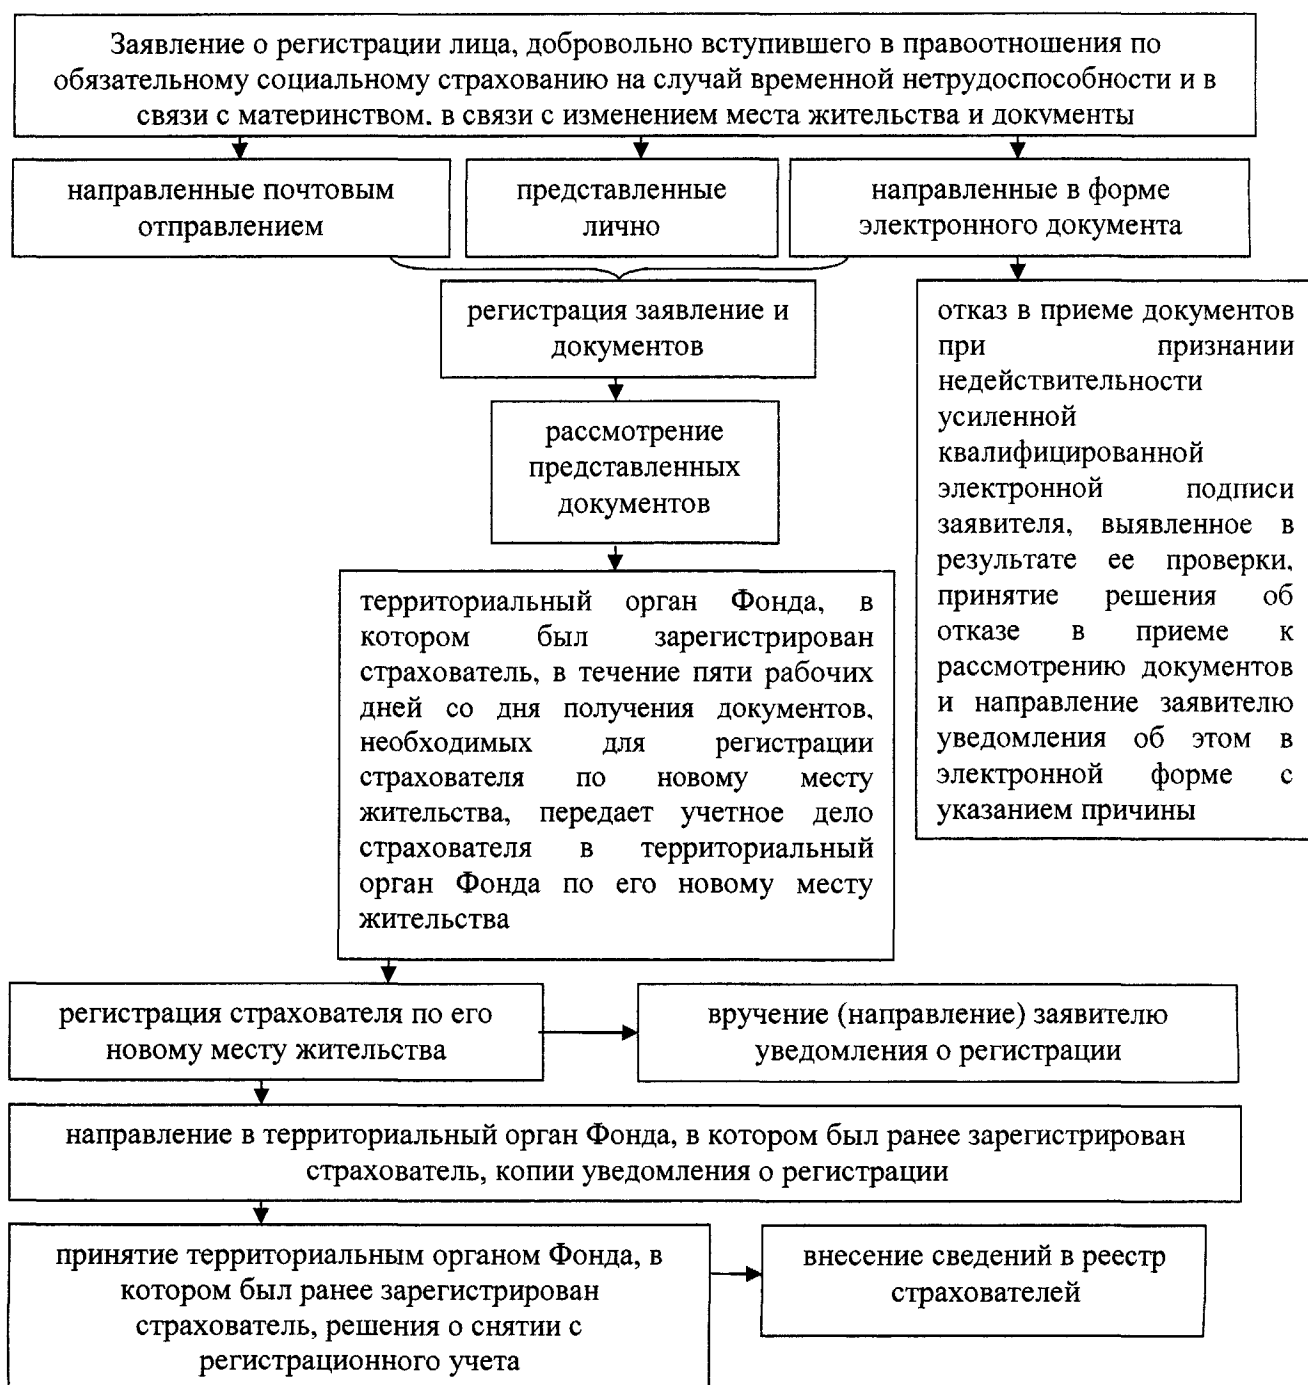 Заявление о регистрации лица, добровольно вступившего в правоотношения по
обязательному социальному страхованию на случай временной нетрудоспособности и в
связи с материнством, в связи с изменением места жительства и документы
направленные почтовым
отправлением
представленные
лично
направленные в форме
электронного документа
регистрация заявление и
документов
отказ в приеме документов
при признании
недействительности
усиленной
квалифицированной
электронной подписи
заявителя, выявленное в
результате ее проверки,
принятие решения об
отказе в приеме к
рассмотрению документов
и направление заявителю
уведомления об этом в
электронной форме с
указанием причины
рассмотрение
представленных
документов
территориальный орган Фонда, в
котором был зарегистрирован
страхователь, в течение пяти рабочих
дней со дня получения документов,
необходимых для регистрации
страхователя по новому месту
жительства, передает учетное дело
страхователя в территориальный
орган Фонда по его новому месту
жительства
регистрация страхователя по его
новому месту жительства
вручение (направление) заявителю
уведомления о регистрации
направление в территориальный орган Фонда, в котором был ранее зарегистрирован
страхователь, копии уведомления о регистрации
принятие территориальным органом Фонда, в
котором был ранее зарегистрирован
страхователь, решения о снятии с
регистрационного учета
внесение сведений в реестр
страхователей